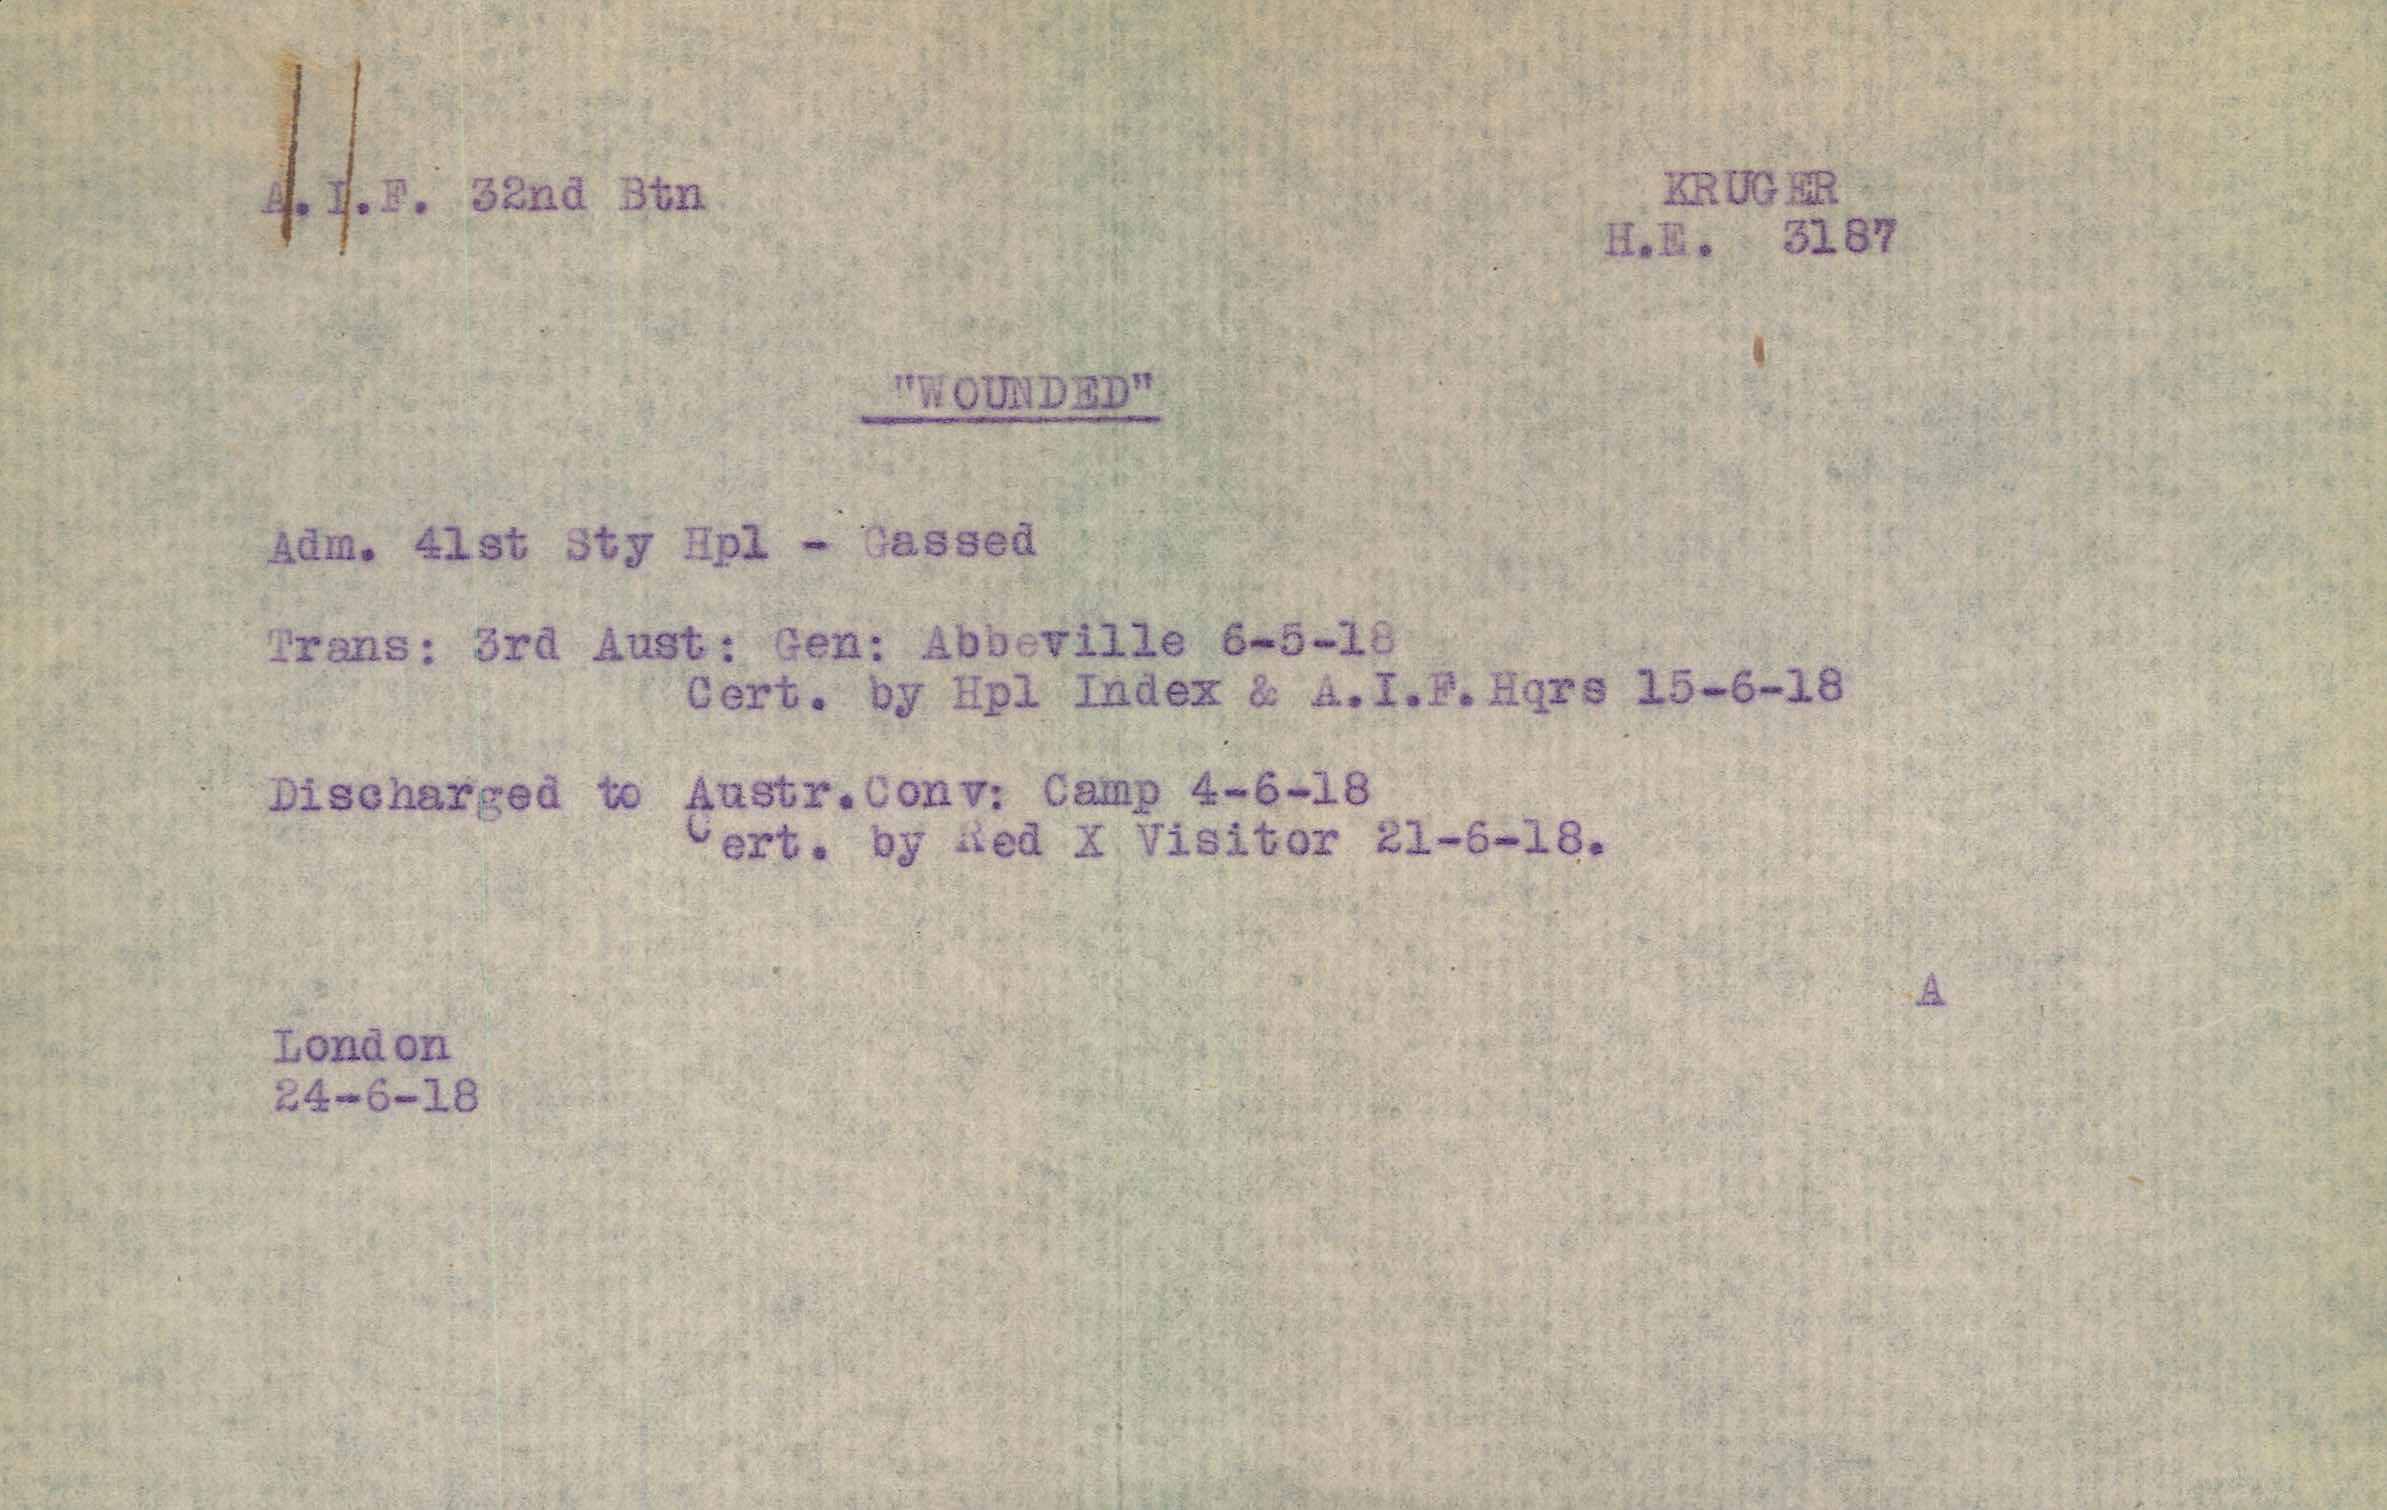 A.I.F. 32nd Btn
KRUGER
H.E. 3187
"WOUNDED"
Adm. 41st Sty Hpl - Gassed
Trans: 3rd Aust: Gen: Abbeville 6-5-18
Cert. by Hpl Index & A.I.F.Hqrs 15-6-18
Discharged to Austr.Conv: Camp 4-6-18
Cert. by Red X Visitor 21-6-18.
A
London
24-6-18